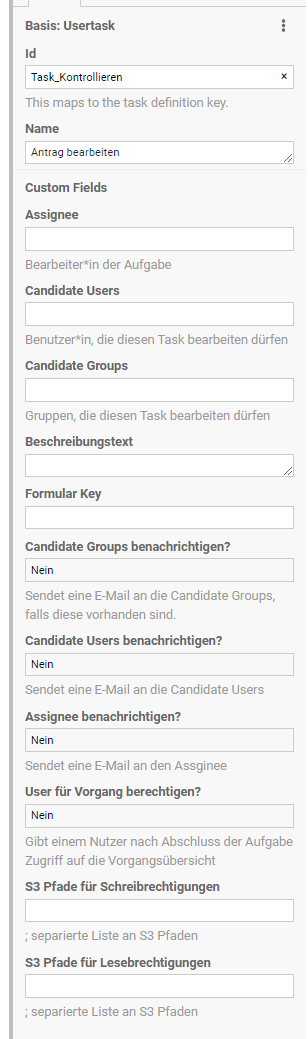 Basis: Usertask
Id
Task_Kontrollieren ×
This maps to the task definition key.
Name
Antrag bearbeiten
Custom Fields
Assignee
Bearbeiter*in der Aufgabe
Candidate Users
Benutzer*in, die diesen Task bearbeiten dürfen
Candidate Groups
Gruppen, die diesen Task bearbeiten dürfen
Beschreibungstext
Formular Key
Candidate Groups benachrichtigen?
Nein
Sendet eine E-Mail an die Candidate Groups,
falls diese vorhanden sind.
Candidate Users benachrichtigen?
Nein
Sendet eine E-Mail an die Candidate Users
Assignee benachrichtigen?
Nein
Sendet eine E-Mail an den Assginee
User für Vorgang berechtigen?
Nein
Gibt einem Nutzer nach Abschluss der Aufgabe
Zugriff auf die Vorgangsübersicht
S3 Pfade für Schreibrechtigungen
; separierte Liste an S3 Pfaden
S3 Pfade für Lesebrechtigungen
; separierte Liste an S3 Pfaden